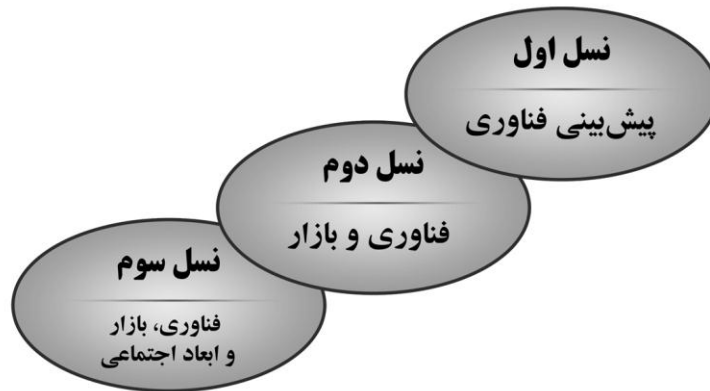 نسل اول
پیش‌بینی فناوری
نسل دوم
فناوری و بازار
نسل سوم
فناوری، بازار
و ابعاد اجتماعی